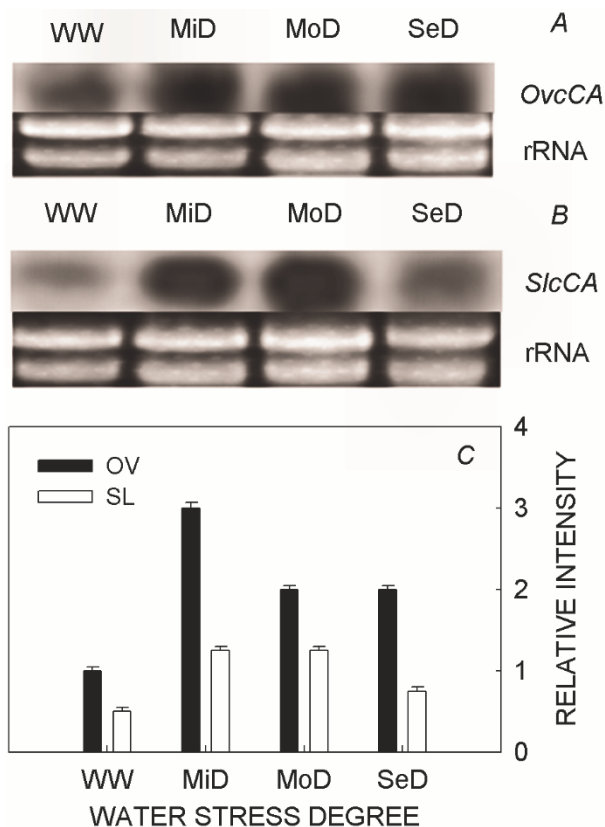 WW MiD MoD SeD A
OvcCA
rRNA
WW MiD MoD SeD B
SlcCA
rRNA
C
OV
SL
4
3
2
1
0
RELATIVE INTENSITY
WW MiD MoD SeD
WATER STRESS DEGREE